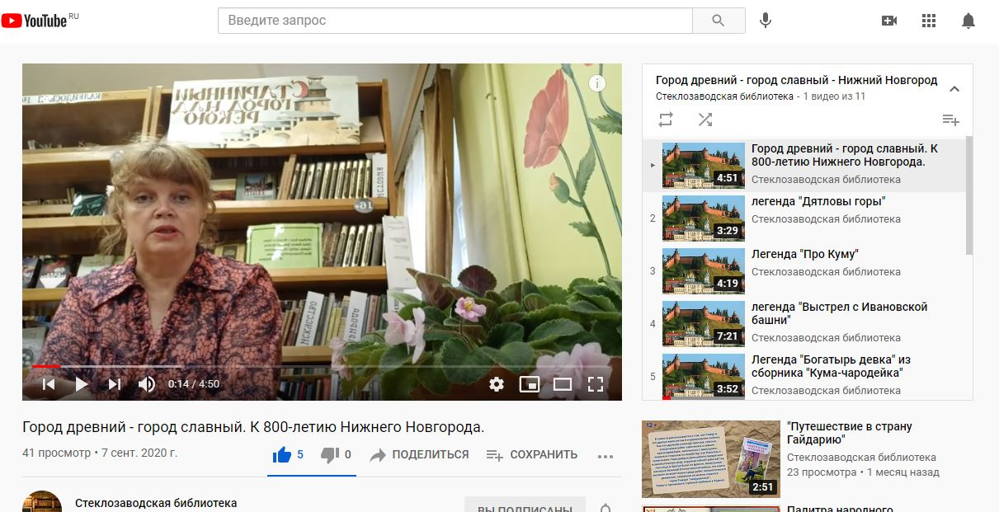 YouTube RU
Введите запрос
СТАРИННЫЙ
ГОРОД НАД
РЕКОЮ
16+
ИСКУССТВО
0:14 / 4:50
Город древний - город славный. К 800-летию Нижнего Новгорода.
41 просмотр • 7 сент. 2020 г.
5
0
ПОДЕЛИТЬСЯ
СОХРАНИТЬ
Стеклозаводская библиотека
ВЫ ПОДПИСАНЫ
Город древний - город славный - Нижний Новгород
Стеклозаводская библиотека - 1 видео из 11
4:51
Город древний - город славный. К
800-летию Нижнего Новгорода.
Стеклозаводская библиотека
2
3:29
легенда "Дятловы горы"
Стеклозаводская библиотека
3
4:19
Легенда "Про Куму"
Стеклозаводская библиотека
4
7:21
легенда "Выстрел с Ивановской
башни"
Стеклозаводская библиотека
5
3:52
Легенда "Богатырь девка" из
сборника "Кума-чародейка"
Стеклозаводская библиотека
12+
2:51
"Путешествие в страну
Гайдарию"
Стеклозаводская библиотека
23 просмотра • 1 месяц назад
Палитра народного